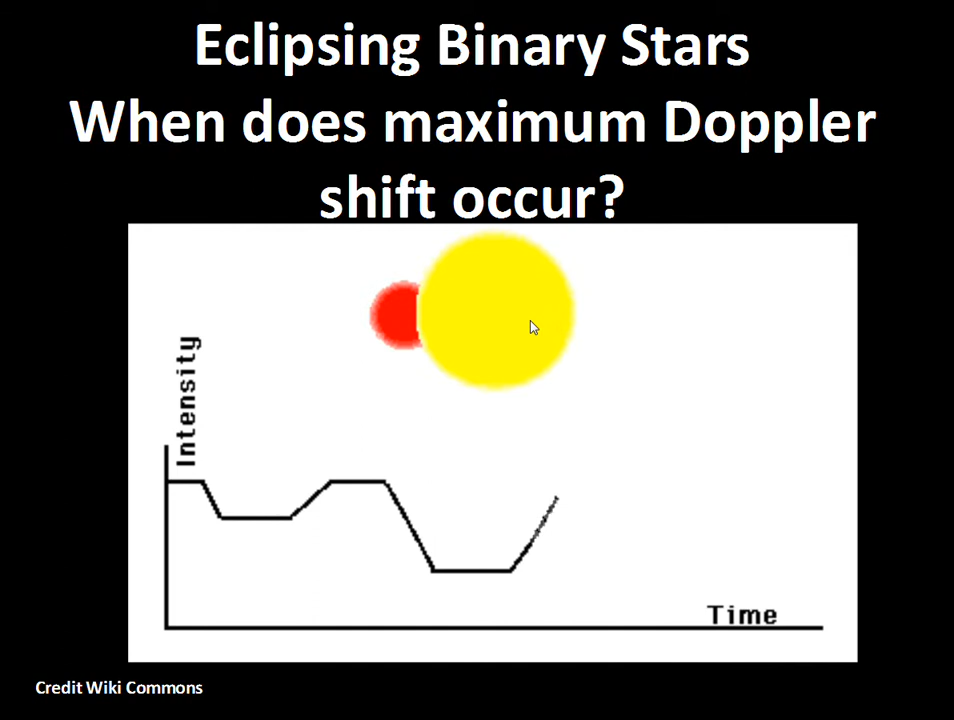 Eclipsing Binary Stars
When does maximum Doppler
shift occur?
Intensity
Time
Credit Wiki Commons